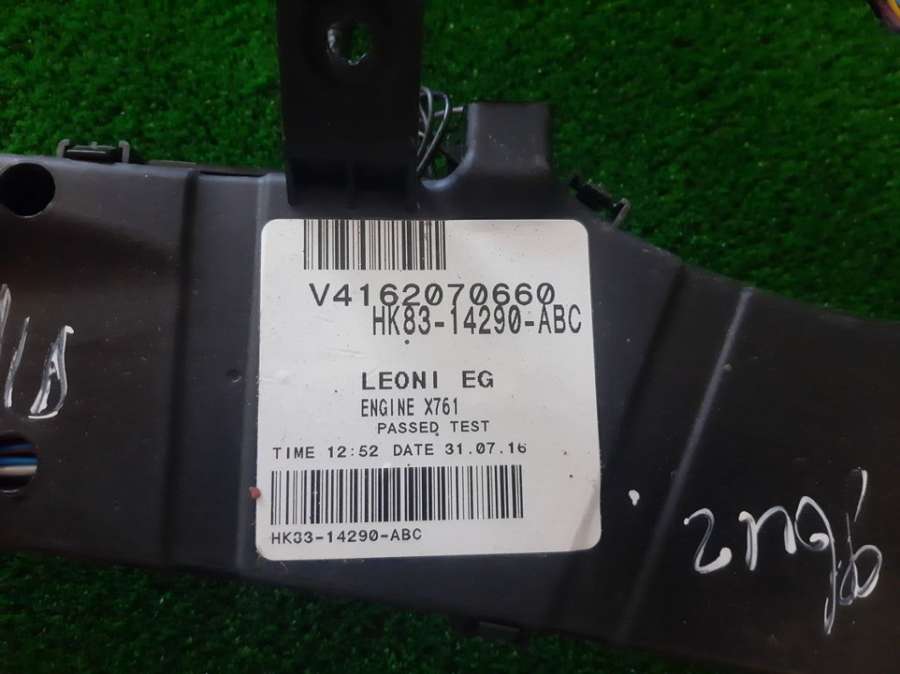 V4162070660
HK83-14290-ABC
LEONI EG
ENGINE X761
PASSED TEST
TIME 12:52 DATE 31.07.16
HK83-14290-ABC